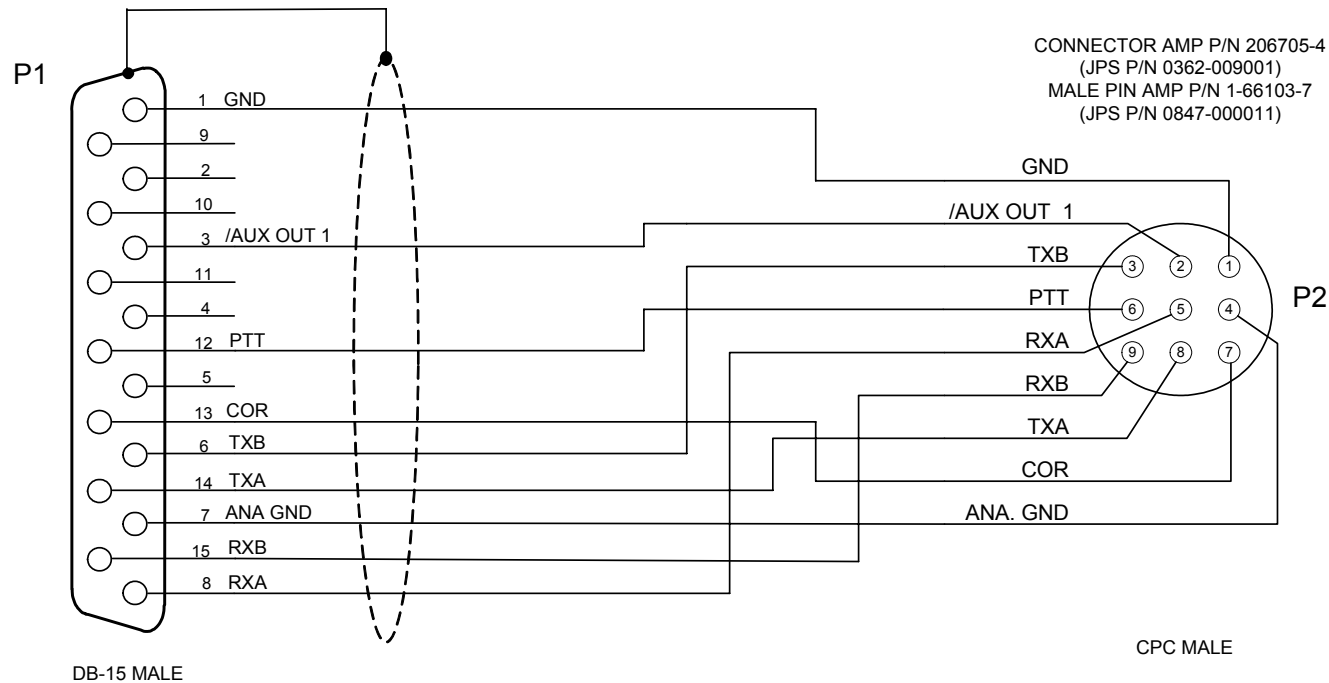 CONNECTOR AMP P/N 206705-4
(JPS P/N 0362-009001)
MALE PIN AMP P/N 1-66103-7
(JPS P/N 0847-000011)
P1
1 GND
9
2
10
3 /AUX OUT 1
11
4
12 PTT
5
13 COR
6 TXB
14 TXA
7 ANA GND
15 RXB
8 RXA
DB-15 MALE
GND
/AUX OUT 1
TXB
PTT
RXA
RXB
TXA
COR
ANA. GND
3 2 1
6 5 4
9 8 7
P2
CPC MALE